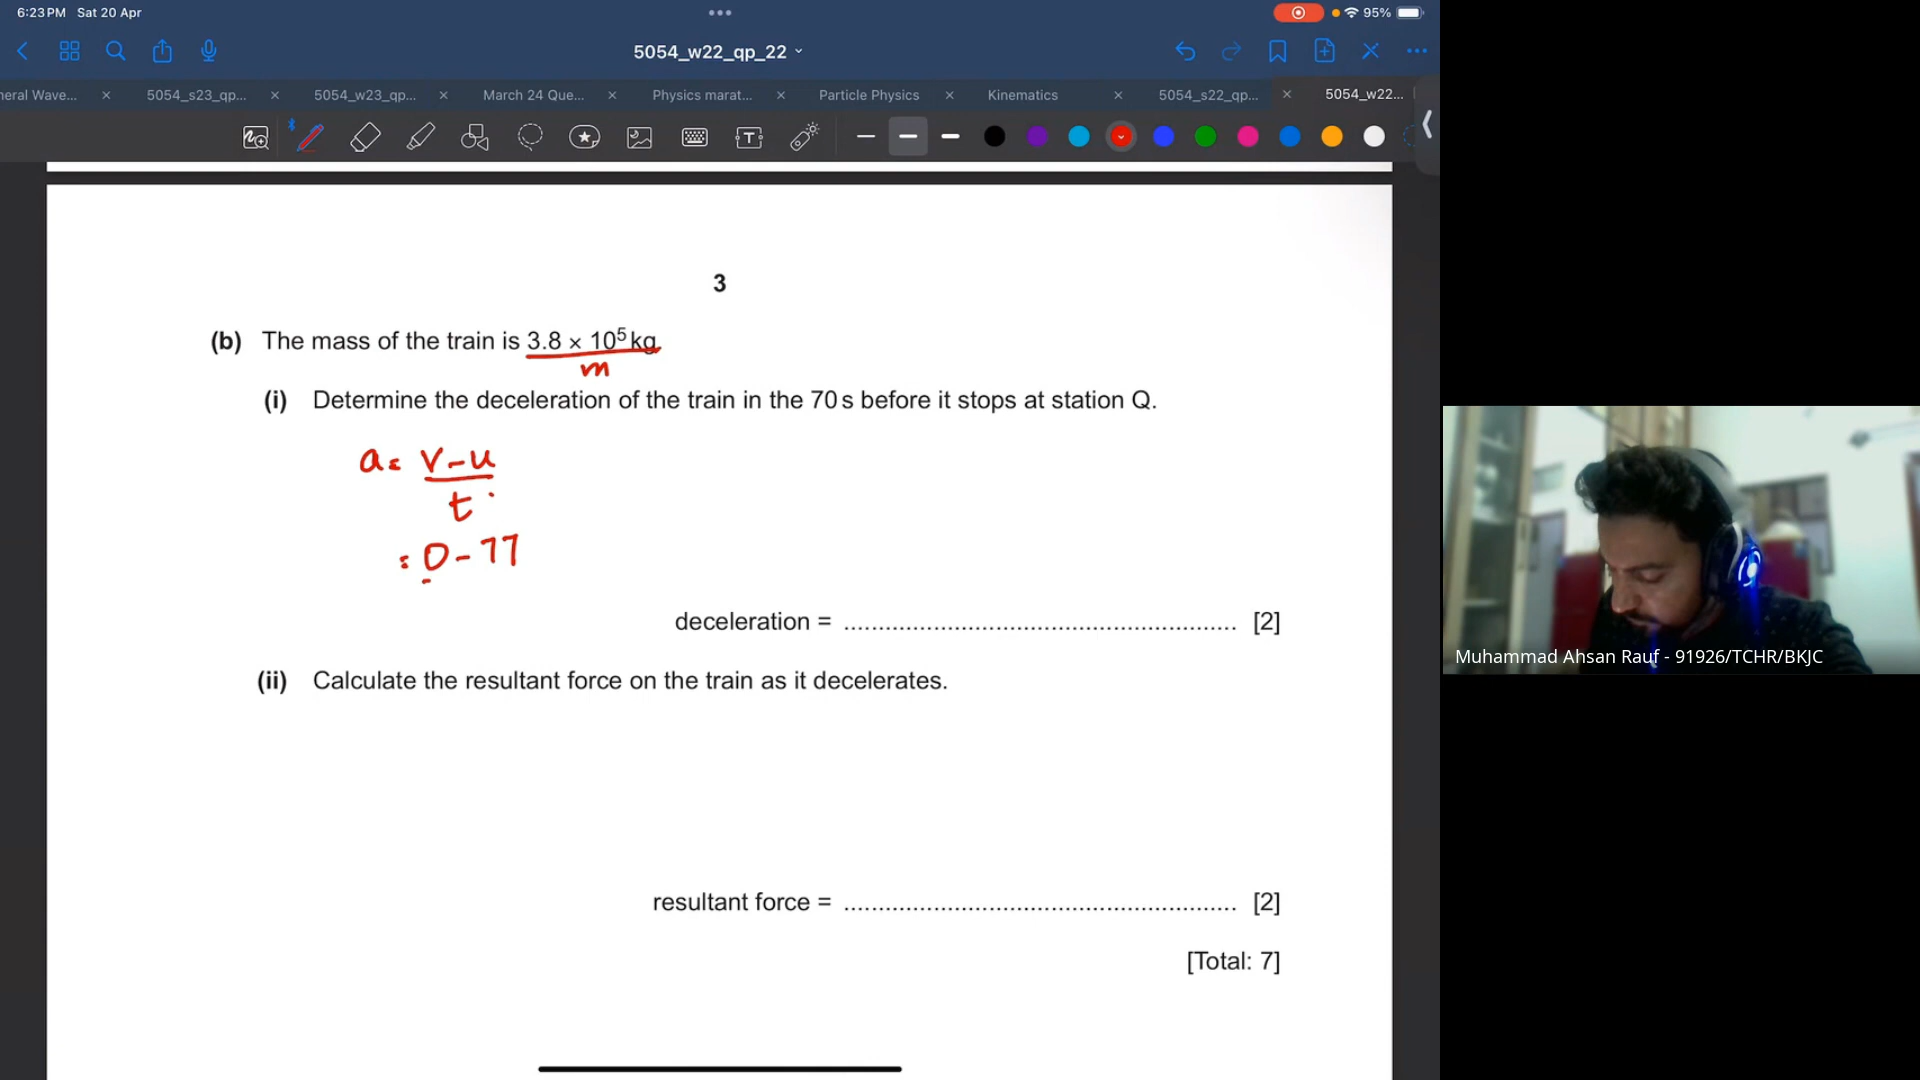 6:23 PM Sat 20 Apr
95%
5054_w22_qp_22
neral Wave...
5054_s23_qp...
5054_w23_qp...
March 24 Que...
Physics marat...
Particle Physics
Kinematics
5054_s22_qp...
5054_w22...
3
(b) The mass of the train is 3.8 × 10⁵ kg.
m
(i) Determine the deceleration of the train in the 70 s before it stops at station Q.
a = v - u
t
= 0 - 77
deceleration = .......................................................... [2]
(ii) Calculate the resultant force on the train as it decelerates.
resultant force = .......................................................... [2]
[Total: 7]
Muhammad Ahsan Rauf - 91926/TCHR/BKJC